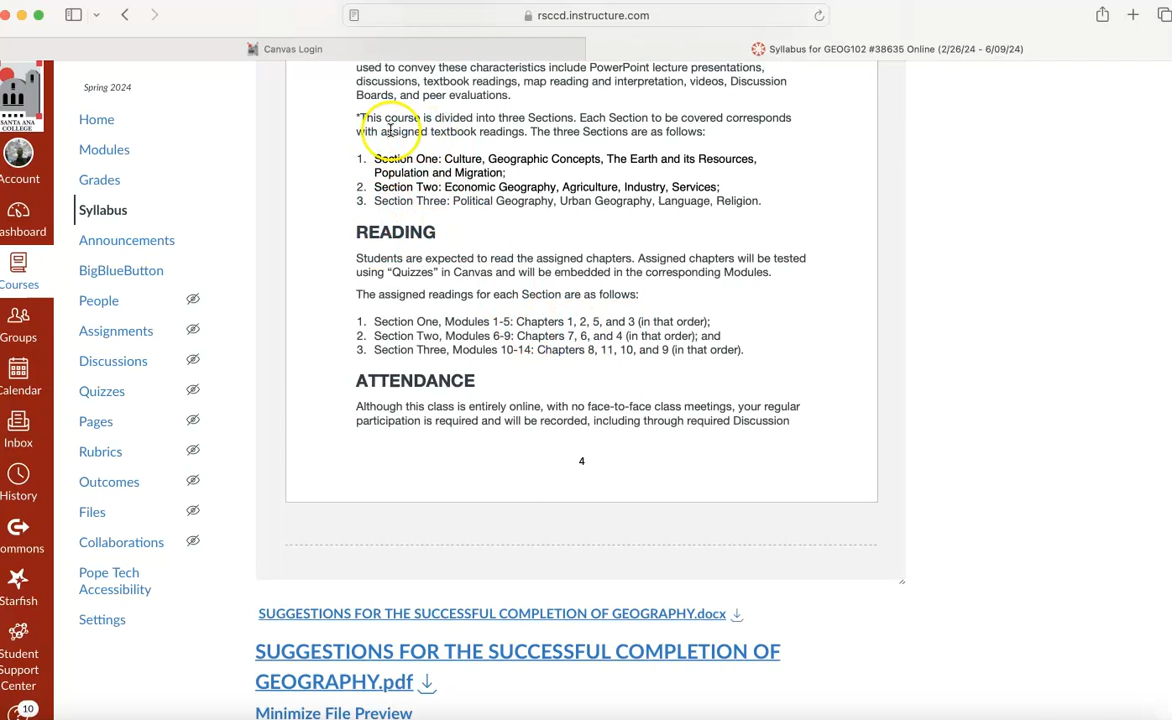 rsccd.instructure.com
Canvas Login
Syllabus for GEOG102 #38635 Online (2/26/24 - 6/09/24)
SANTA ANA
COLLEGE
Account
ashboard
Courses
Groups
Calendar
Inbox
History
ommons
Starfish
Student
Support
Center
10
Spring 2024
Home
Modules
Grades
Syllabus
Announcements
BigBlueButton
People
Assignments
Discussions
Quizzes
Pages
Rubrics
Outcomes
Files
Collaborations
Pope Tech
Accessibility
Settings
used to convey these characteristics include PowerPoint lecture presentations,
discussions, textbook readings, map reading and interpretation, videos, Discussion
Boards, and peer evaluations.
*This course is divided into three Sections. Each Section to be covered corresponds
with assigned textbook readings. The three Sections are as follows:
1. Section One: Culture, Geographic Concepts, The Earth and its Resources,
Population and Migration;
2. Section Two: Economic Geography, Agriculture, Industry, Services;
3. Section Three: Political Geography, Urban Geography, Language, Religion.
READING
Students are expected to read the assigned chapters. Assigned chapters will be tested
using “Quizzes” in Canvas and will be embedded in the corresponding Modules.
The assigned readings for each Section are as follows:
1. Section One, Modules 1-5: Chapters 1, 2, 5, and 3 (in that order);
2. Section Two, Modules 6-9: Chapters 7, 6, and 4 (in that order); and
3. Section Three, Modules 10-14: Chapters 8, 11, 10, and 9 (in that order).
ATTENDANCE
Although this class is entirely online, with no face-to-face class meetings, your regular
participation is required and will be recorded, including through required Discussion
4
SUGGESTIONS FOR THE SUCCESSFUL COMPLETION OF GEOGRAPHY.docx
SUGGESTIONS FOR THE SUCCESSFUL COMPLETION OF
GEOGRAPHY.pdf
Minimize File Preview